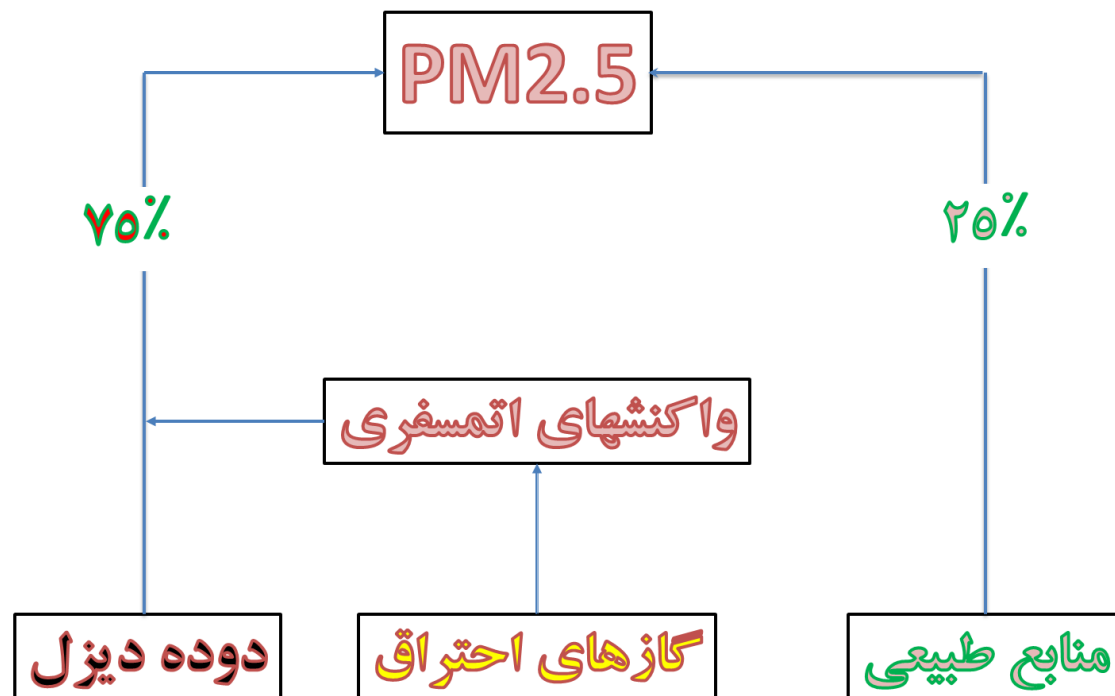 PM2.5
۷۵٪
۲۵٪
واکنشهای اتمسفری
دوده دیزل
گازهای احتراق
منابع طبیعی